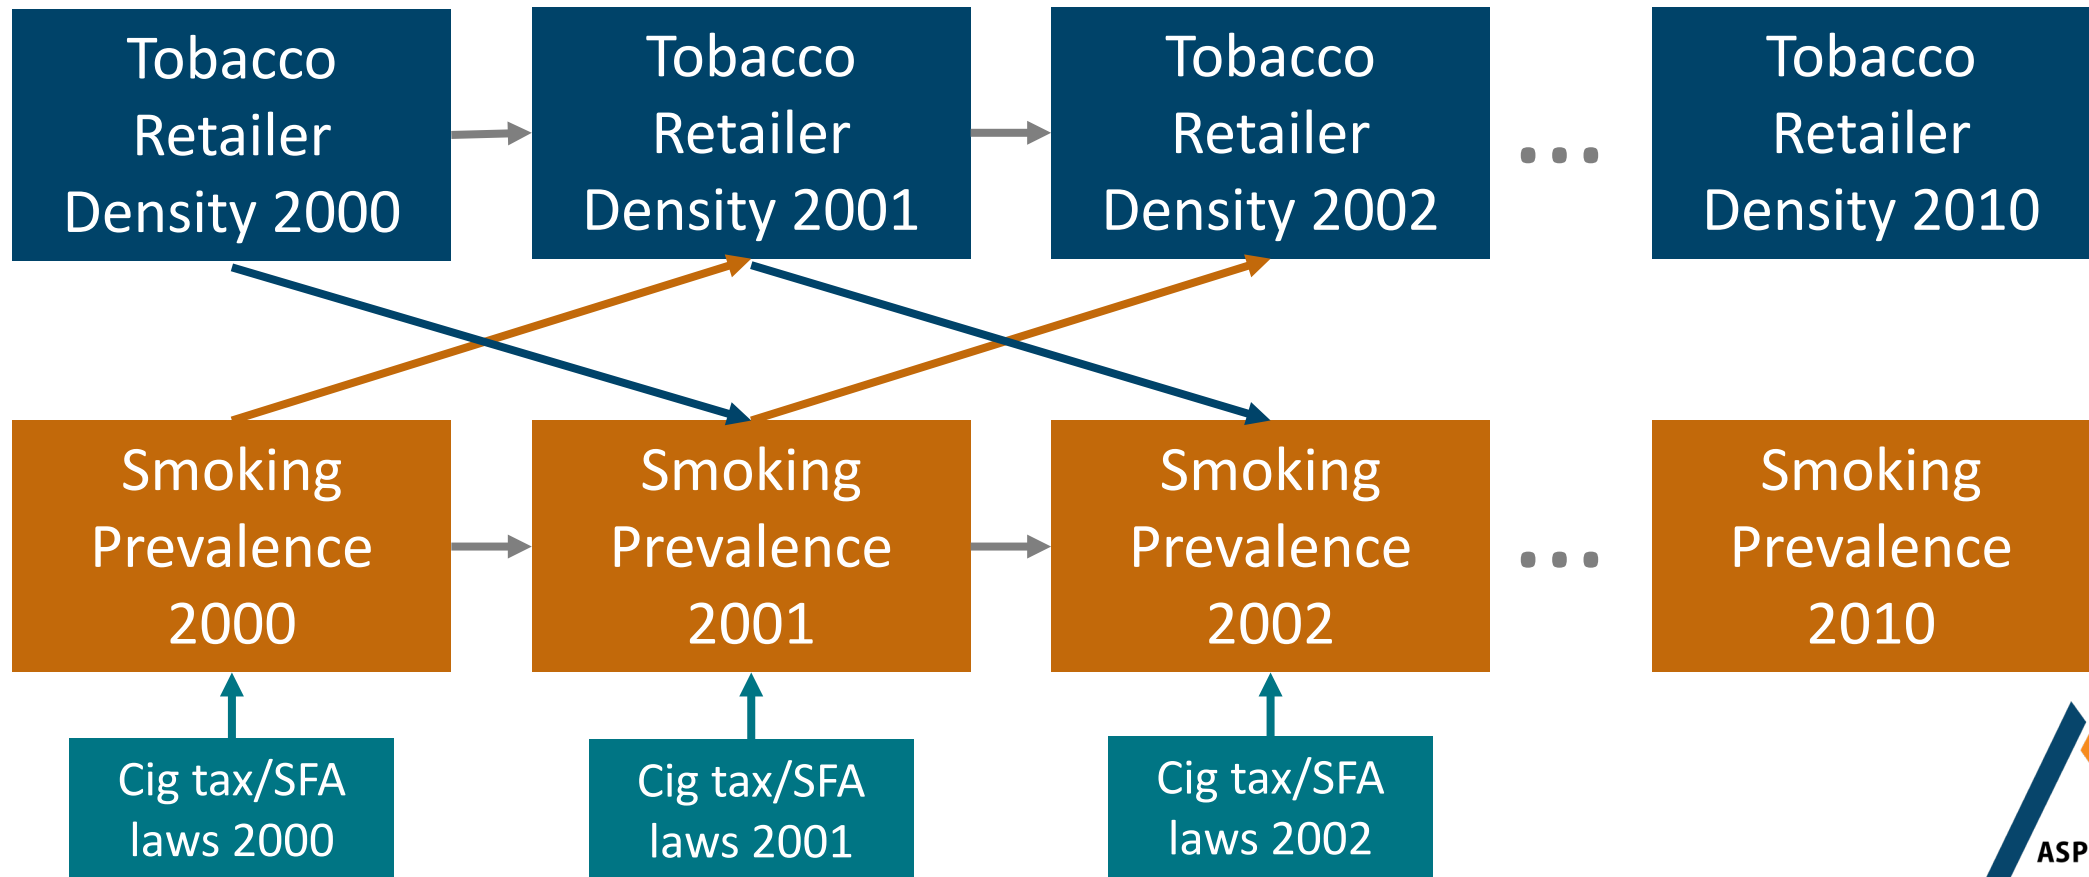 Tobacco
Retailer
Density 2000
Tobacco
Retailer
Density 2001
Tobacco
Retailer
Density 2002
...
Tobacco
Retailer
Density 2010
Smoking
Prevalence
2000
Smoking
Prevalence
2001
Smoking
Prevalence
2002
...
Smoking
Prevalence
2010
Cig tax/SFA
laws 2000
Cig tax/SFA
laws 2001
Cig tax/SFA
laws 2002
ASP